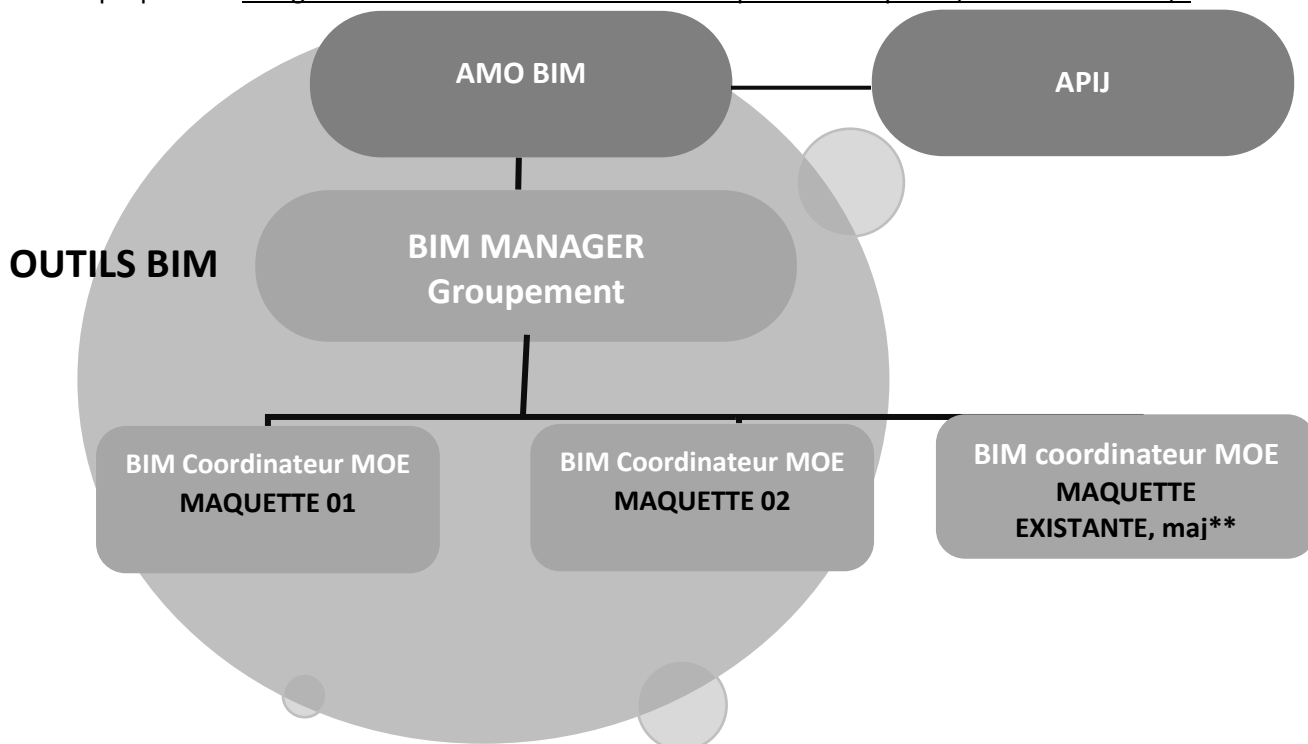 AMO BIM
APIJ
BIM MANAGER
Groupement
OUTILS BIM
BIM Coordinateur MOE
MAQUETTE 01
BIM Coordinateur MOE
MAQUETTE 02
BIM coordinateur MOE
MAQUETTE
EXISTANTE, maj**